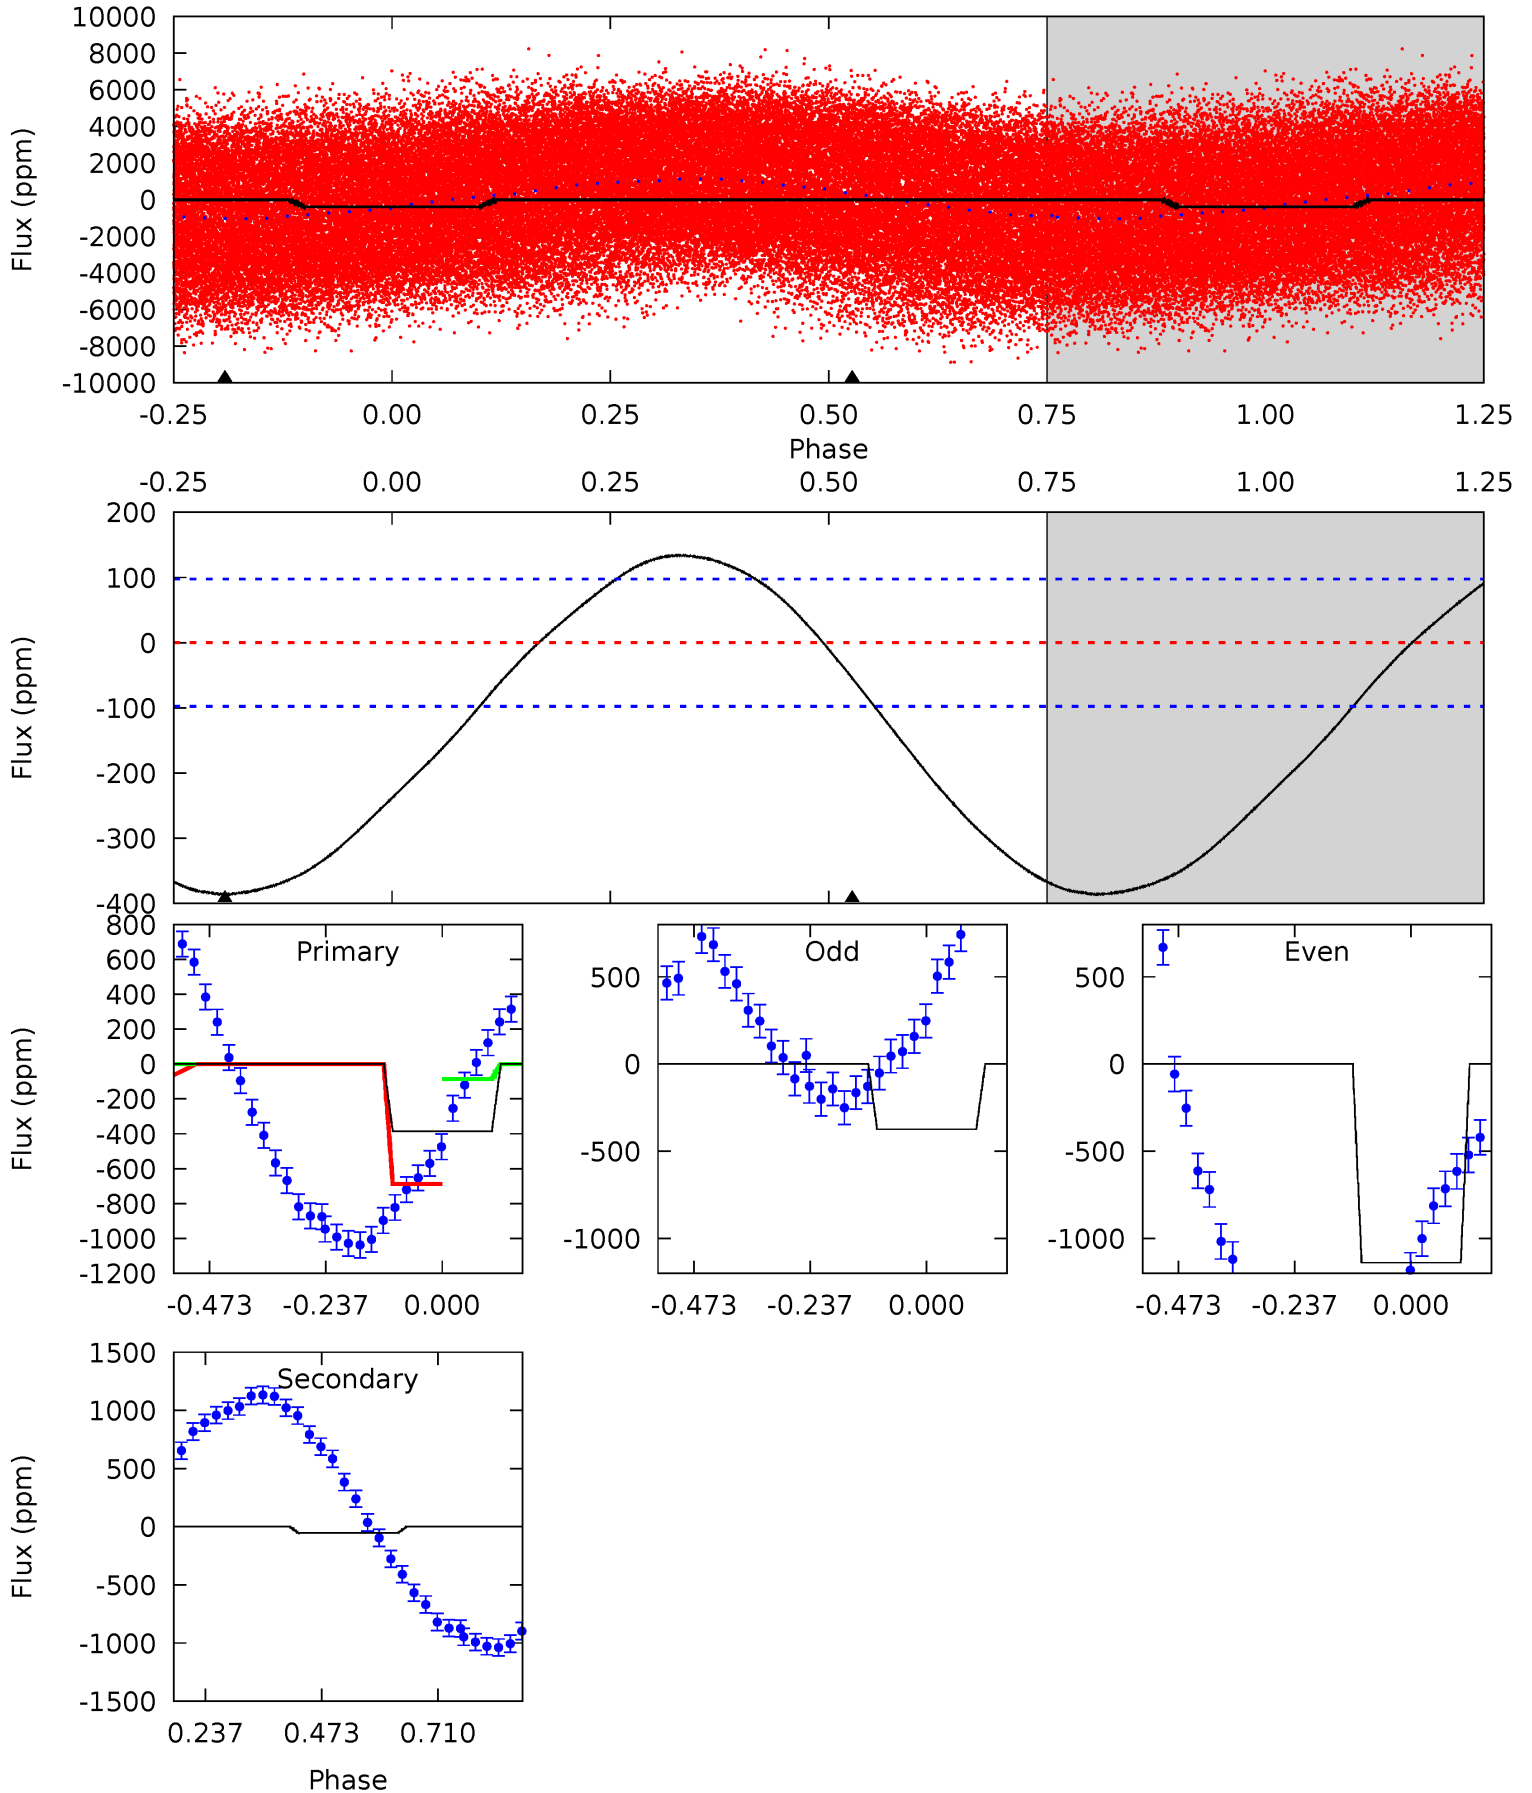 10000
8000
6000
4000
2000
0
-2000
-4000
-6000
-8000
-10000
Flux (ppm)
-0.25 0.00 0.25 0.50 0.75 1.00 1.25
Phase
-0.25 0.00 0.25 0.50 0.75 1.00 1.25
200
100
0
-100
-200
-300
-400
Flux (ppm)
Primary
800
600
400
200
0
-200
-400
-600
-800
-1000
-1200
Flux (ppm)
-0.473 -0.237 0.000
Odd
500
0
-500
-1000
-0.473 -0.237 0.000
Even
500
0
-500
-1000
-0.473 -0.237 0.000
Secondary
1500
1000
500
0
-500
-1000
-1500
Flux (ppm)
0.237 0.473 0.710
Phase